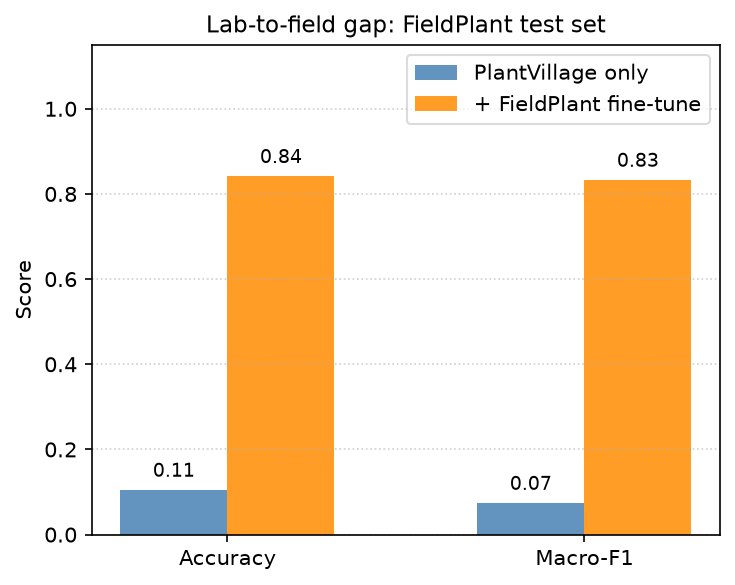 Lab-to-field gap: FieldPlant test set
PlantVillage only
+ FieldPlant fine-tune
Score
1.0
0.8
0.6
0.4
0.2
0.0
0.11
0.84
0.07
0.83
Accuracy
Macro-F1